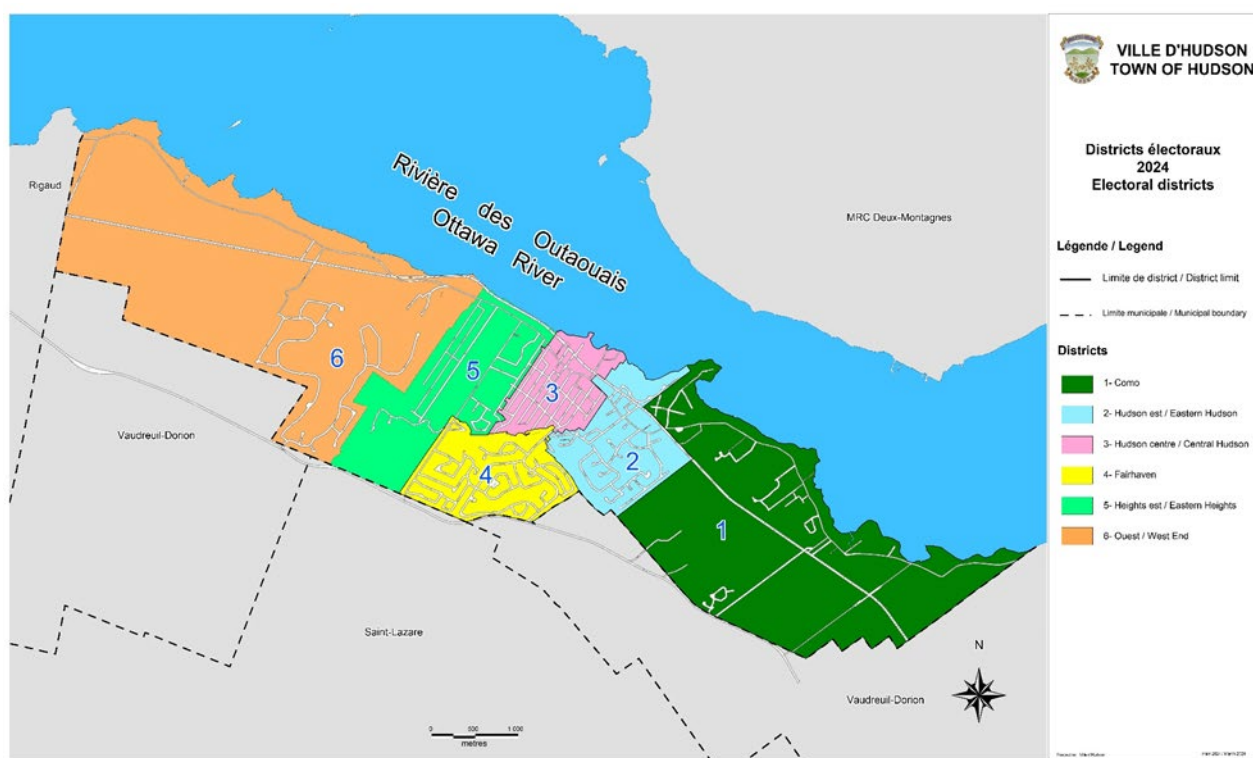 VILLE D'HUDSON
TOWN OF HUDSON
Districts électoraux
2024
Electoral districts
Légende / Legend
Limite de district / District limit
Limite municipale / Municipal boundary
Districts
1- Como
2- Hudson est / Eastern Hudson
3- Hudson centre / Central Hudson
4- Fairhaven
5- Heights est / Eastern Heights
6- Ouest / West End
Rigaud
Rivière des Outaouais
Ottawa River
MRC Deux-Montagnes
6
5
3
4
2
1
Vaudreuil-Dorion
Saint-Lazare
Vaudreuil-Dorion
N
0 500 1 000
metres